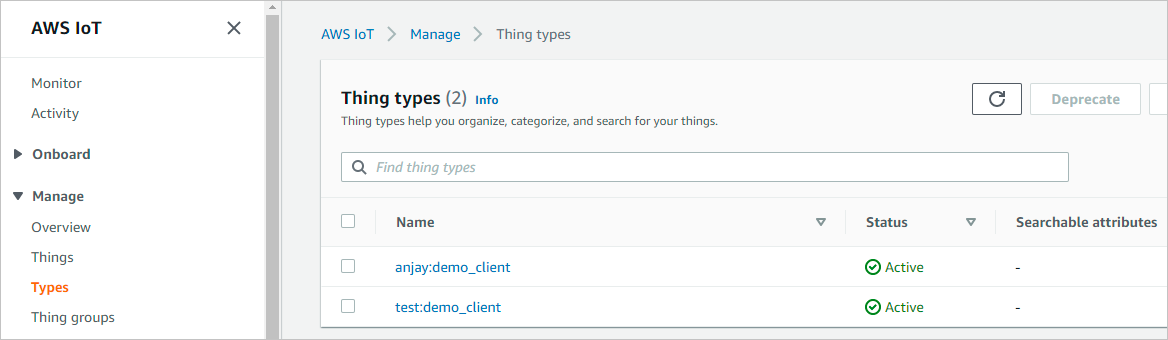 AWS IoT
Monitor
Activity
Onboard
Manage
Overview
Things
Types
Thing groups
AWS IoT > Manage > Thing types
Thing types (2) Info
Thing types help you organize, categorize, and search for your things.
Deprecate
Find thing types
Name Status Searchable attributes
anjay:demo_client Active -
test:demo_client Active -